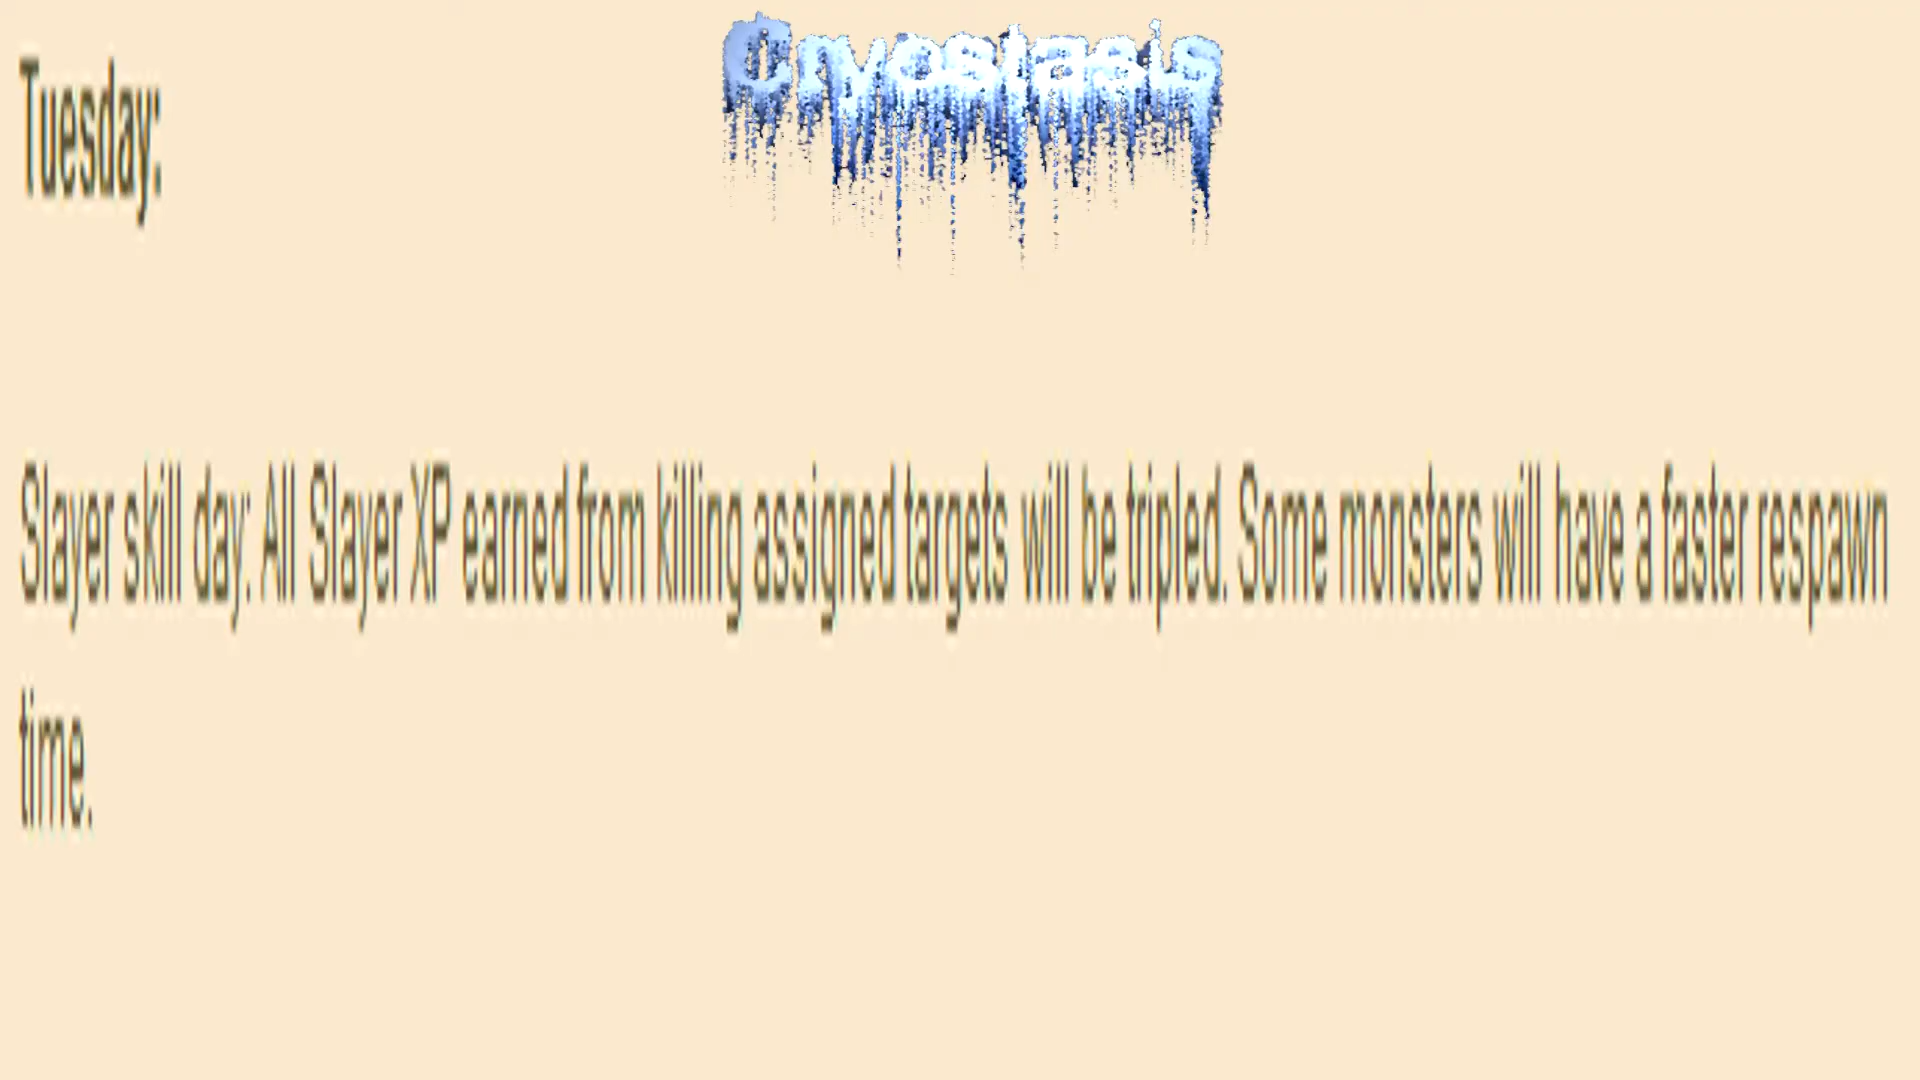 Cryostasis
Tuesday:
Slayer skill day: All Slayer XP earned from killing assigned targets will be tripled. Some monsters will have a faster respawn
time.